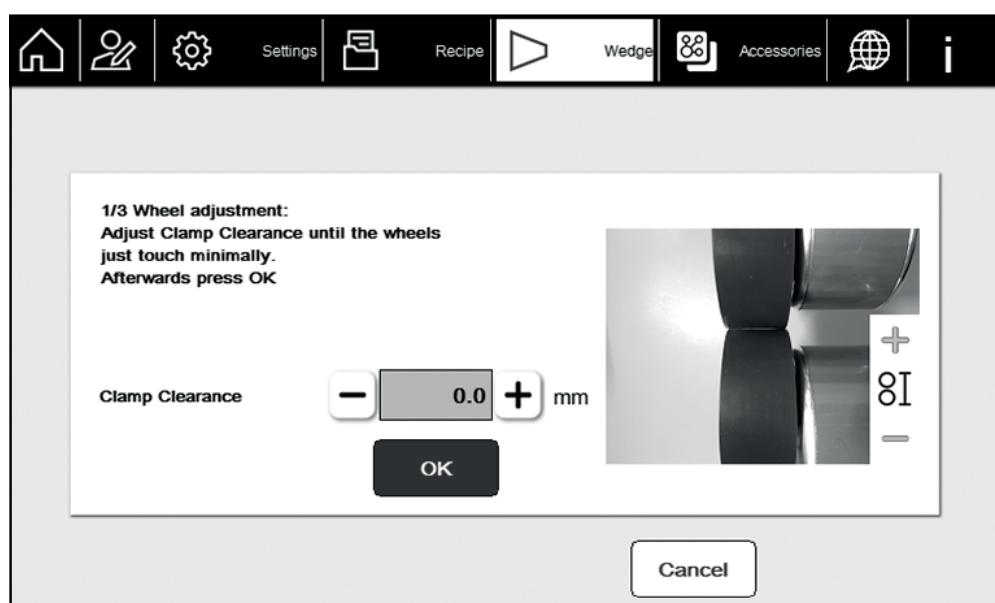 Settings
Recipe
Wedge
Accessories
i
1/3 Wheel adjustment:
Adjust Clamp Clearance until the wheels
just touch minimally.
Afterwards press OK
Clamp Clearance
0.0
mm
OK
Cancel